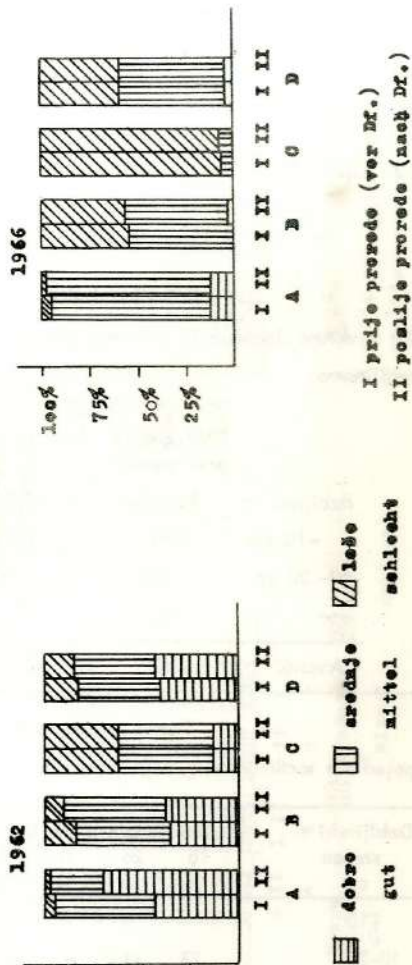 1962
I II I II I II I II
A B C D
1966
100%
75%
50%
25%
I II I II I II I II
A B C D
dobro srednje loše
gut mittel schlecht
I prije prorede (vor Df.)
II poslije prorede (nach Df.)